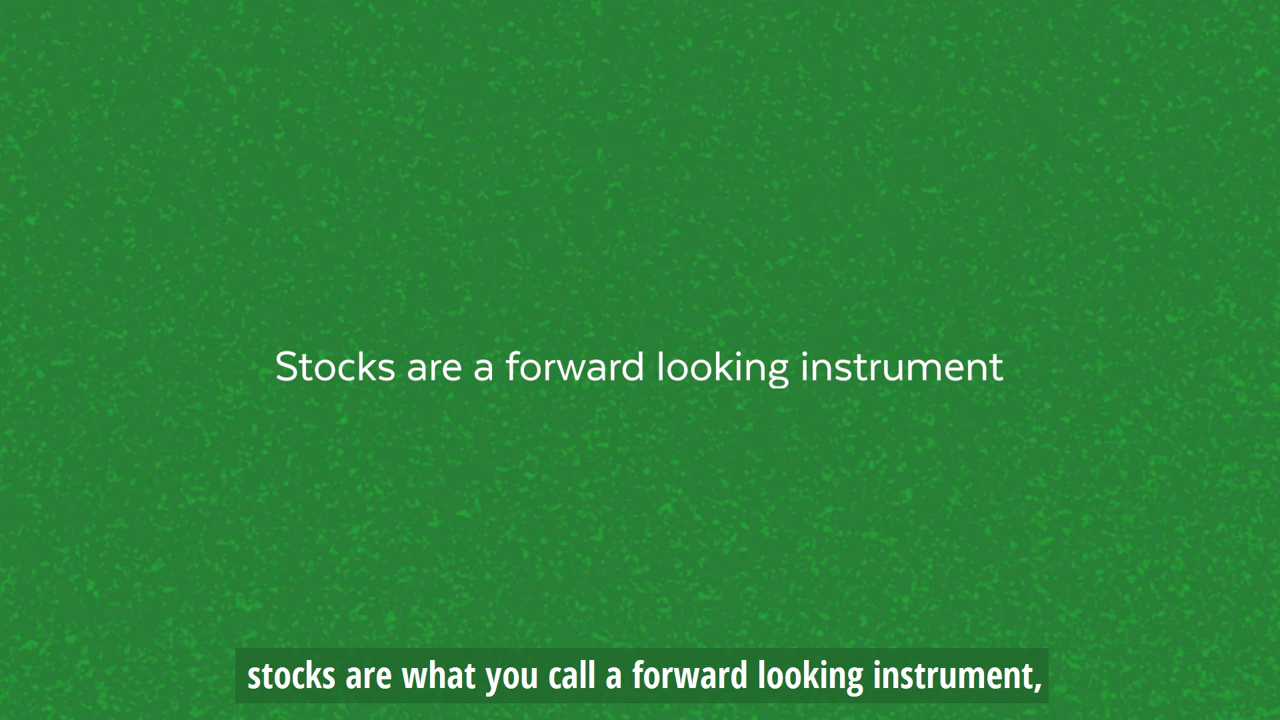 Stocks are a forward looking instrument
stocks are what you call a forward looking instrument,